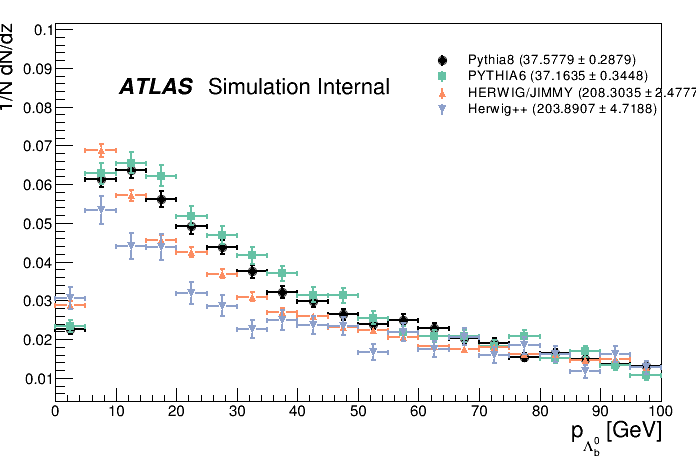 1/N dN/dz
0.1
0.09
0.08
0.07
0.06
0.05
0.04
0.03
0.02
0.01
ATLAS Simulation Internal
Pythia8 (37.5779 ± 0.2879)
PYTHIA6 (37.1635 ± 0.3448)
HERWIG/JIMMY (208.3035 ± 2.4777
Herwig++ (203.8907 ± 4.7188)
0 10 20 30 40 50 60 70 80 90 100
p_{Λ_b^0} [GeV]